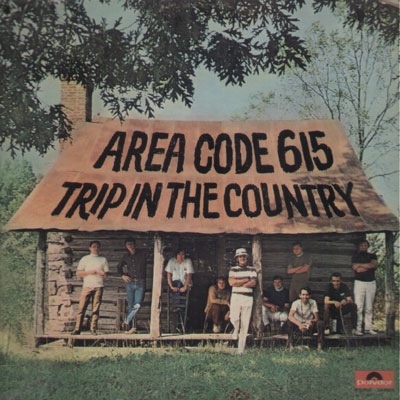 AREA CODE 615
TRIP IN THE COUNTRY
Polydor